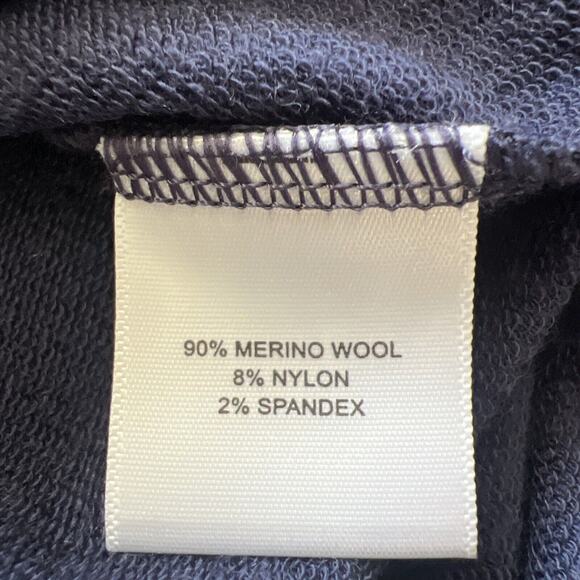 90% MERINO WOOL
8% NYLON
2% SPANDEX